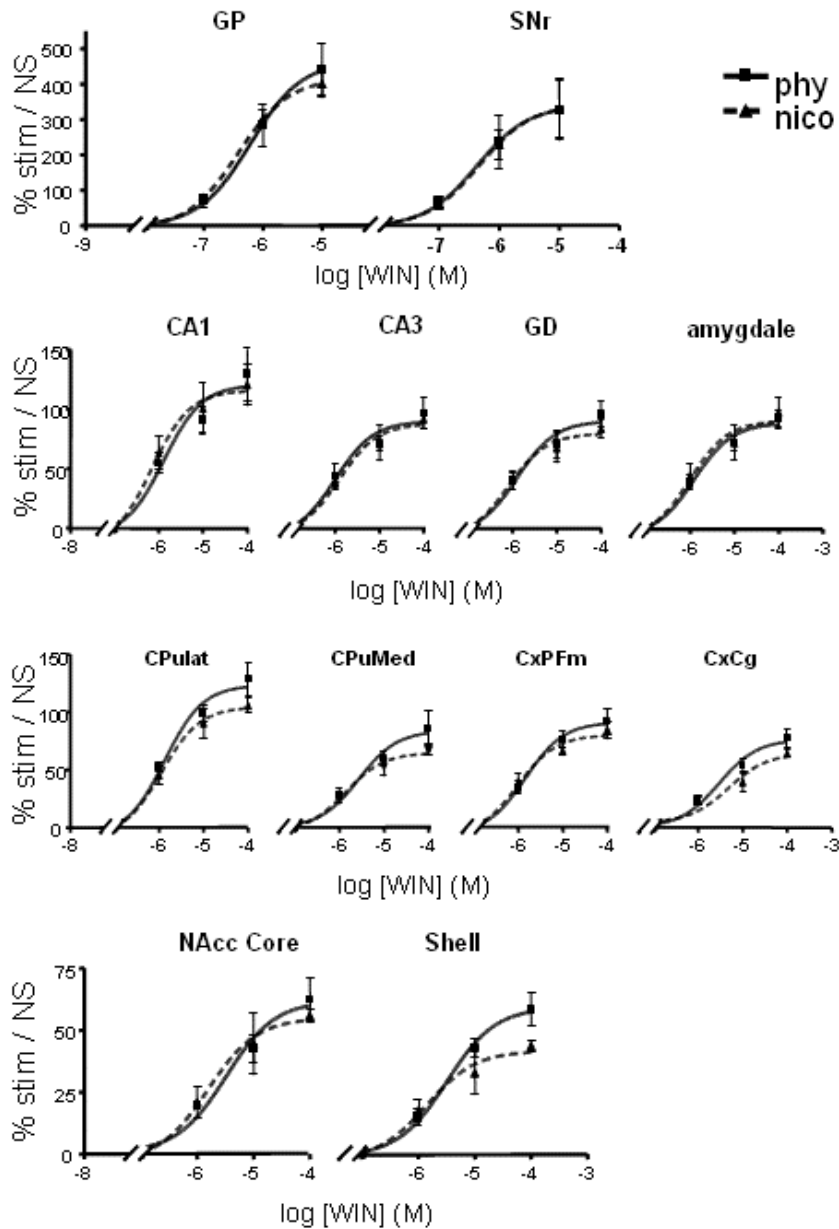 GP SNr
phy
nico
% stim / NS
500
400
300
200
100
0
-9 -7 -6 -5 -7 -6 -5 -4
log [WIN] (M)
CA1 CA3 GD amygdale
% stim / NS
150
100
50
0
-8 -6 -5 -4 -6 -5 -4 -6 -5 -4 -6 -5 -4 -3
log [WIN] (M)
CPulat CPuMed CxPFm CxCg
% stim / NS
150
100
50
0
-8 -6 -5 -4 -6 -5 -4 -6 -5 -4 -6 -5 -4 -3
log [WIN] (M)
NAcc Core Shell
% stim / NS
75
50
25
0
-6 -5 -4 -6 -5 -4 -3
log [WIN] (M)